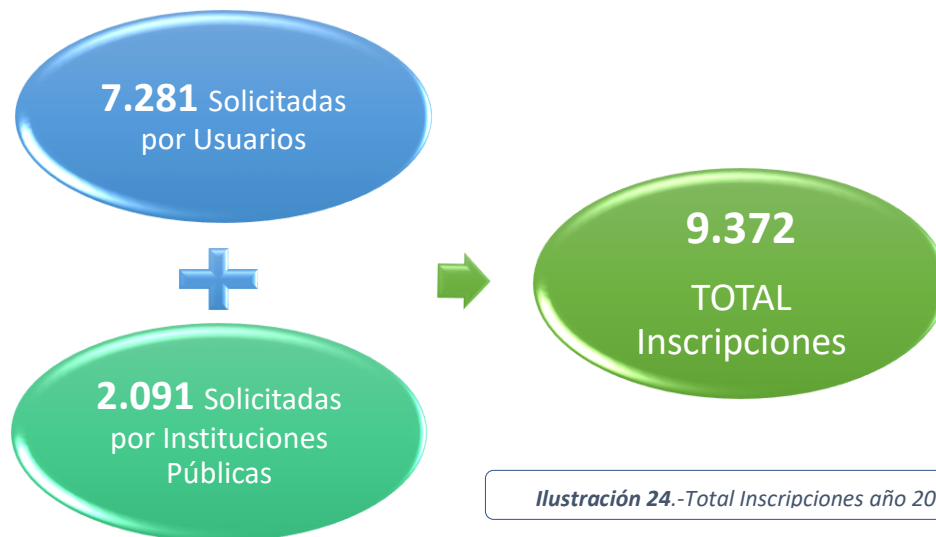 7.281 Solicitadas
por Usuarios
2.091 Solicitadas
por Instituciones
Públicas
9.372
TOTAL
Inscripciones
Ilustración 24.-Total Inscripciones año 20